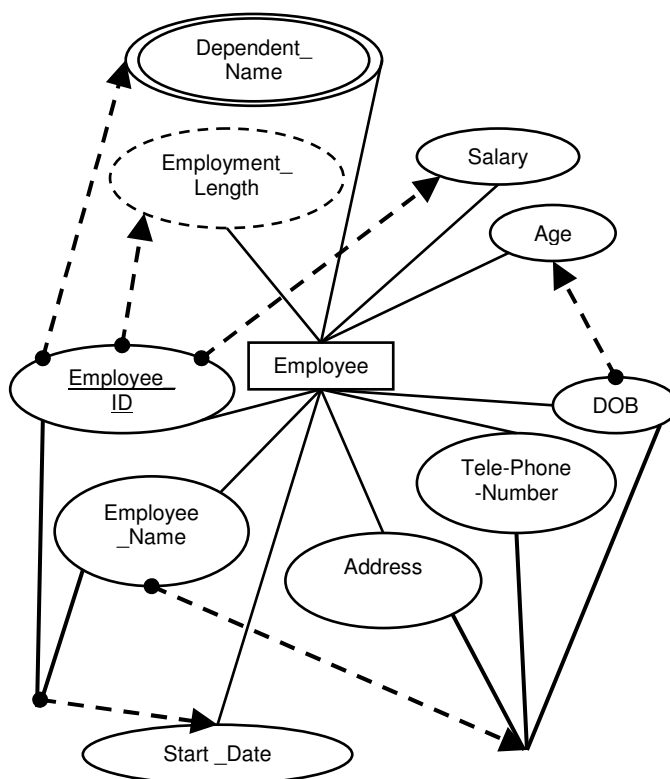 Dependent_
Name
Employment_
Length
Salary
Age
Employee
Employee_
ID
DOB
Tele-Phone
-Number
Employee
_Name
Address
Start _Date